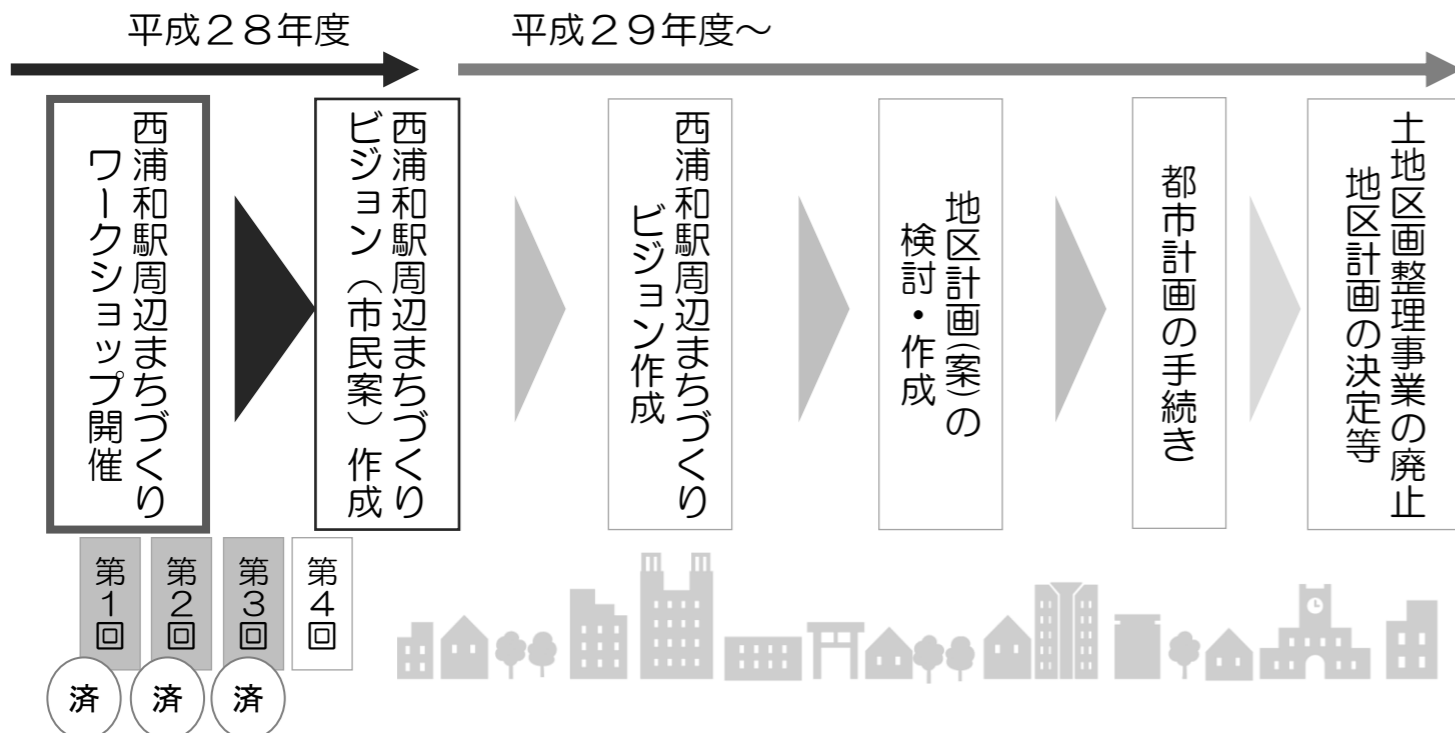 平成２８年度
平成２９年度～
西浦和駅周辺まちづくり
ワークショップ開催
西浦和駅周辺まちづくり
ビジョン（市民案）作成
西浦和駅周辺まちづくり
ビジョン作成
地区計画（案）の
検討・作成
都市計画の手続き
土地区画整理事業の廃止
地区計画の決定等
第１回
第２回
第３回
第４回
済
済
済